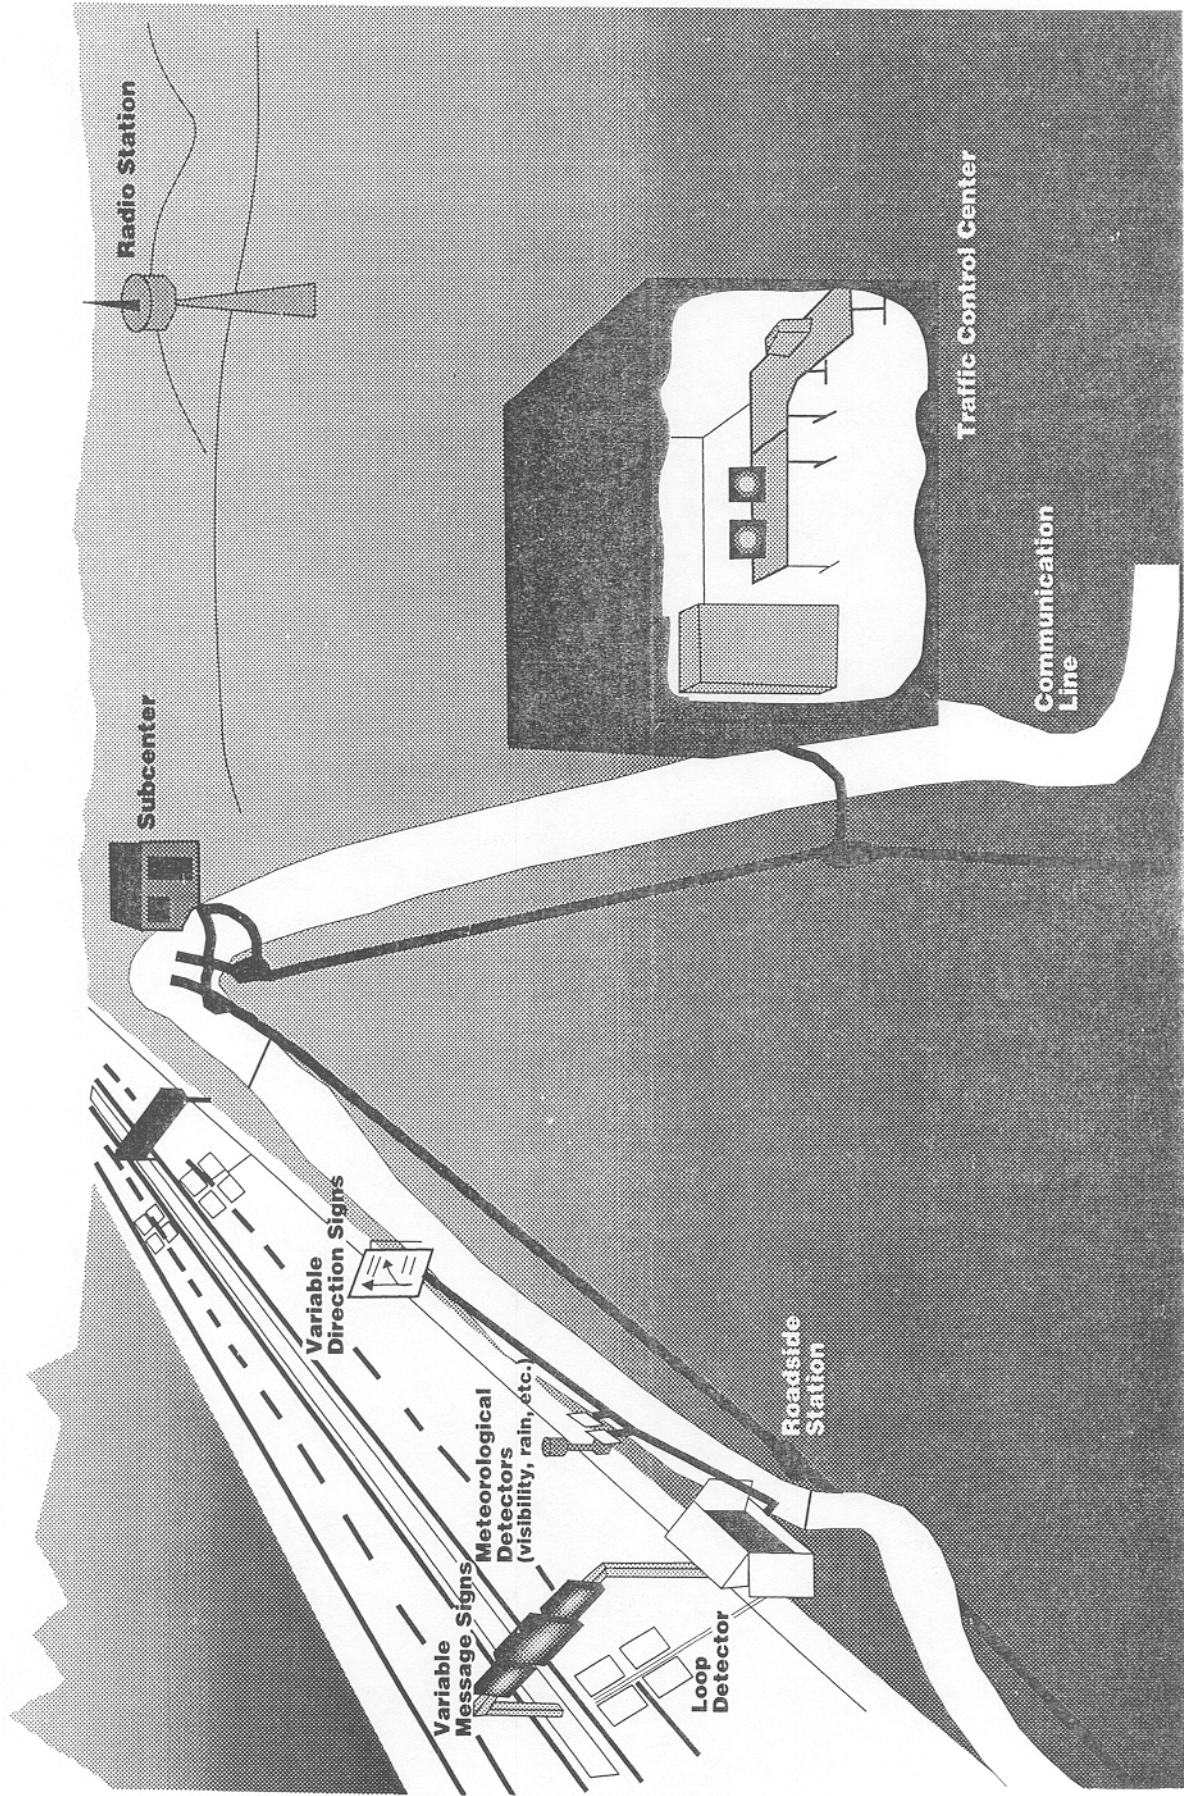 Radio Station
Subcenter
Traffic Control Center
Communication
Line
Variable
Direction Signs
Meteorological
Detectors
(visibility, rain, etc.)
Variable
Message Signs
Loop
Detector
Roadside
Station